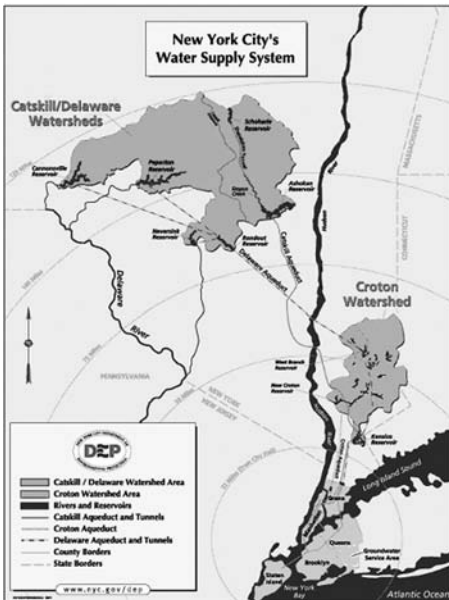 New York City's
Water Supply System
Catskill/Delaware
Watersheds
Schoharie
Reservoir
Cannonsville
Reservoir
Pepacton
Reservoir
Ashokan
Reservoir
Neversink
Reservoir
Rondout
Reservoir
Catskill Aqueduct
Delaware Aqueduct
Hudson
River
MASSACHUSETTS
CONNECTICUT
Croton
Watershed
Delaware
River
PENNSYLVANIA
NEW YORK
NEW JERSEY
West Branch
Reservoir
New Croton
Reservoir
Kensico
Reservoir
Long Island Sound
Bronx
Queens
Brooklyn
Groundwater
Service Area
Staten
Island
New York
Bay
Atlantic Ocean
DEP
Catskill / Delaware Watershed Area
Croton Watershed Area
Rivers and Reservoirs
Catskill Aqueduct and Tunnels
Croton Aqueduct
Delaware Aqueduct and Tunnels
County Borders
State Borders
www.nyc.gov/dep